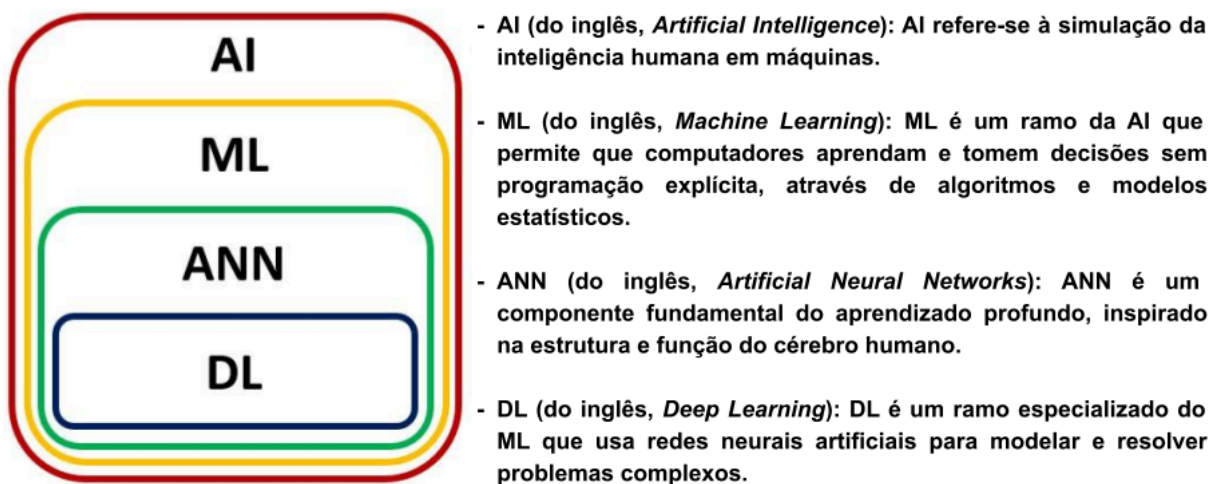 AI
ML
ANN
DL
- AI (do inglês, Artificial Intelligence): AI refere-se à simulação da
inteligência humana em máquinas.
- ML (do inglês, Machine Learning): ML é um ramo da AI que
permite que computadores aprendam e tomem decisões sem
programação explícita, através de algoritmos e modelos
estatísticos.
- ANN (do inglês, Artificial Neural Networks): ANN é um
componente fundamental do aprendizado profundo, inspirado
na estrutura e função do cérebro humano.
- DL (do inglês, Deep Learning): DL é um ramo especializado do
ML que usa redes neurais artificiais para modelar e resolver
problemas complexos.